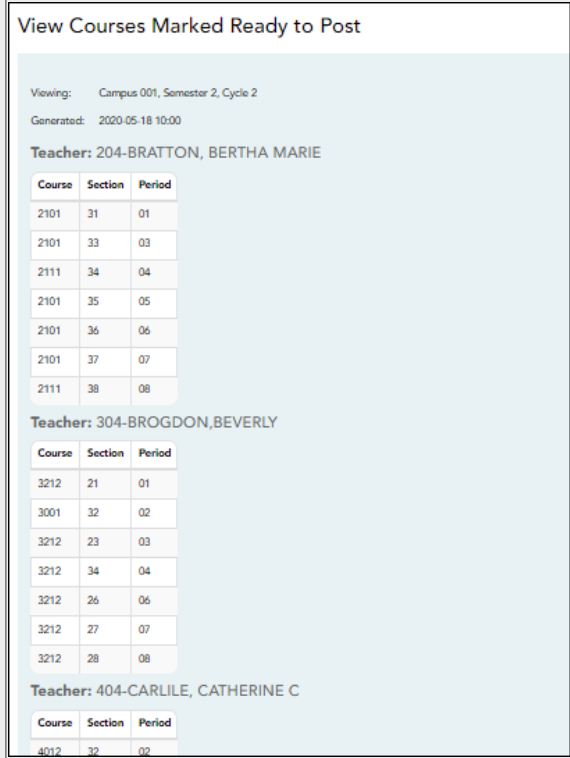 View Courses Marked Ready to Post
Viewing: Campus 001, Semester 2, Cycle 2
Generated: 2020-05-18 10:00
Teacher: 204-BRATTON, BERTHA MARIE
Course Section Period
2101 31 01
2101 33 03
2111 34 04
2101 35 05
2101 36 06
2101 37 07
2111 38 08
Teacher: 304-BROGDON,BEVERLY
Course Section Period
3212 21 01
3001 32 02
3212 23 03
3212 34 04
3212 26 06
3212 27 07
3212 28 08
Teacher: 404-CARLILE, CATHERINE C
Course Section Period
4012 32 02